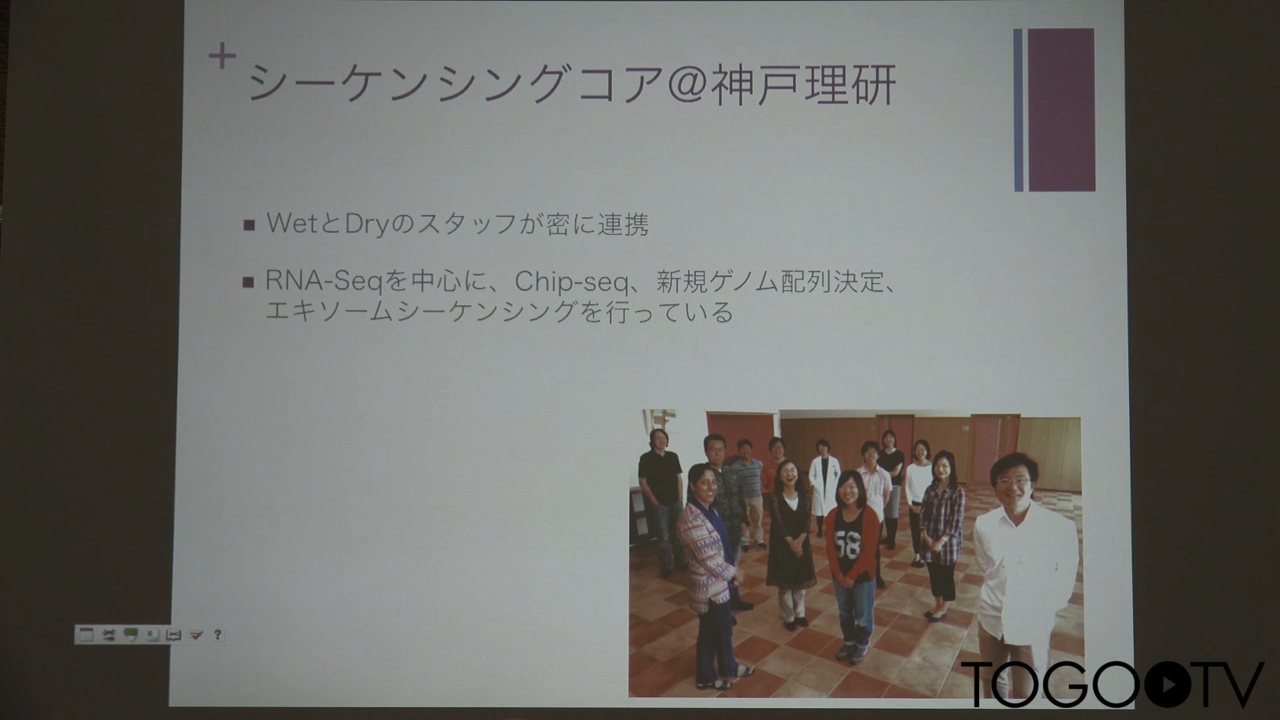 +
シーケンシングコア@神戸理研
■ WetとDryのスタッフが密に連携
■ RNA-Seqを中心に、Chip-seq、新規ゲノム配列決定、
エキソームシーケンシングを行っている
58
?
TOGO TV